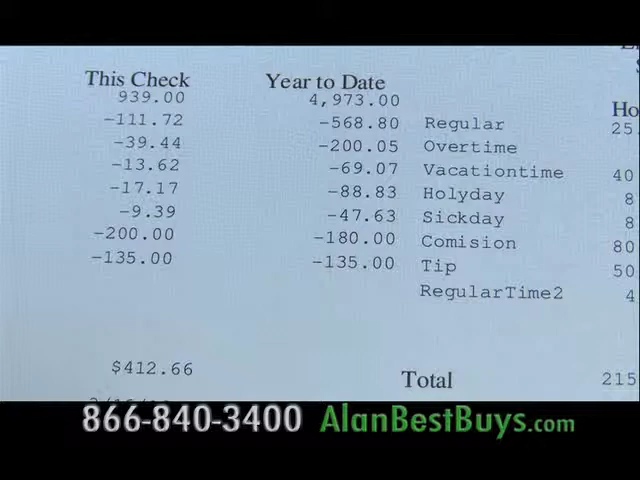 This Check Year to Date
939.00 4,973.00 Ho
-111.72 -568.80 Regular 25.
-39.44 -200.05 Overtime
-13.62 -69.07 Vacationtime 40
-17.17 -88.83 Holyday 8
-9.39 -47.63 Sickday 8
-200.00 -180.00 Comision 80
-135.00 -135.00 Tip 50
RegularTime2 4
$412.66 Total 215
866-840-3400 AlanBestBuys.com